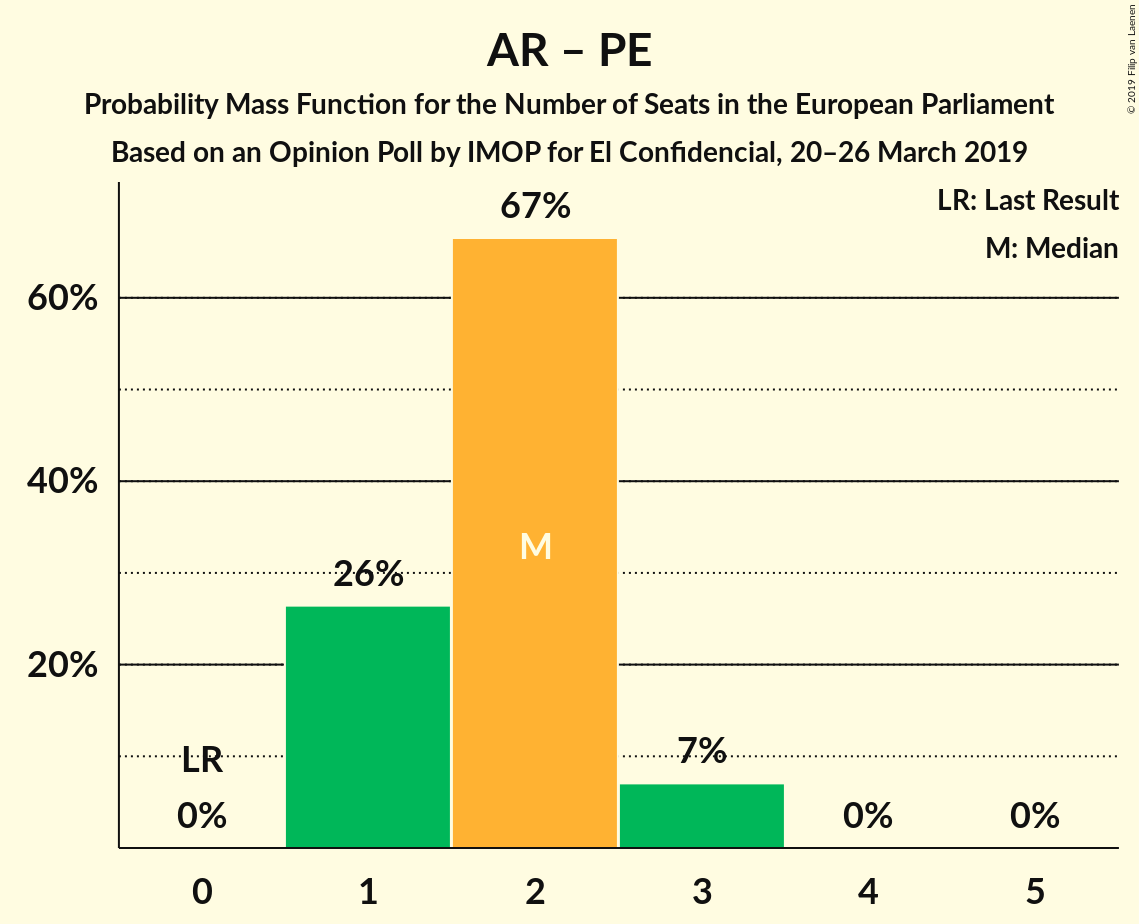 AR – PE
Probability Mass Function for the Number of Seats in the European Parliament
Based on an Opinion Poll by IMOP for El Confidencial, 20–26 March 2019
© 2019 Filip van Laenen
LR: Last Result
M: Median
67%
60%
40%
M
26%
20%
LR
7%
0%
0%
0%
0 1 2 3 4 5